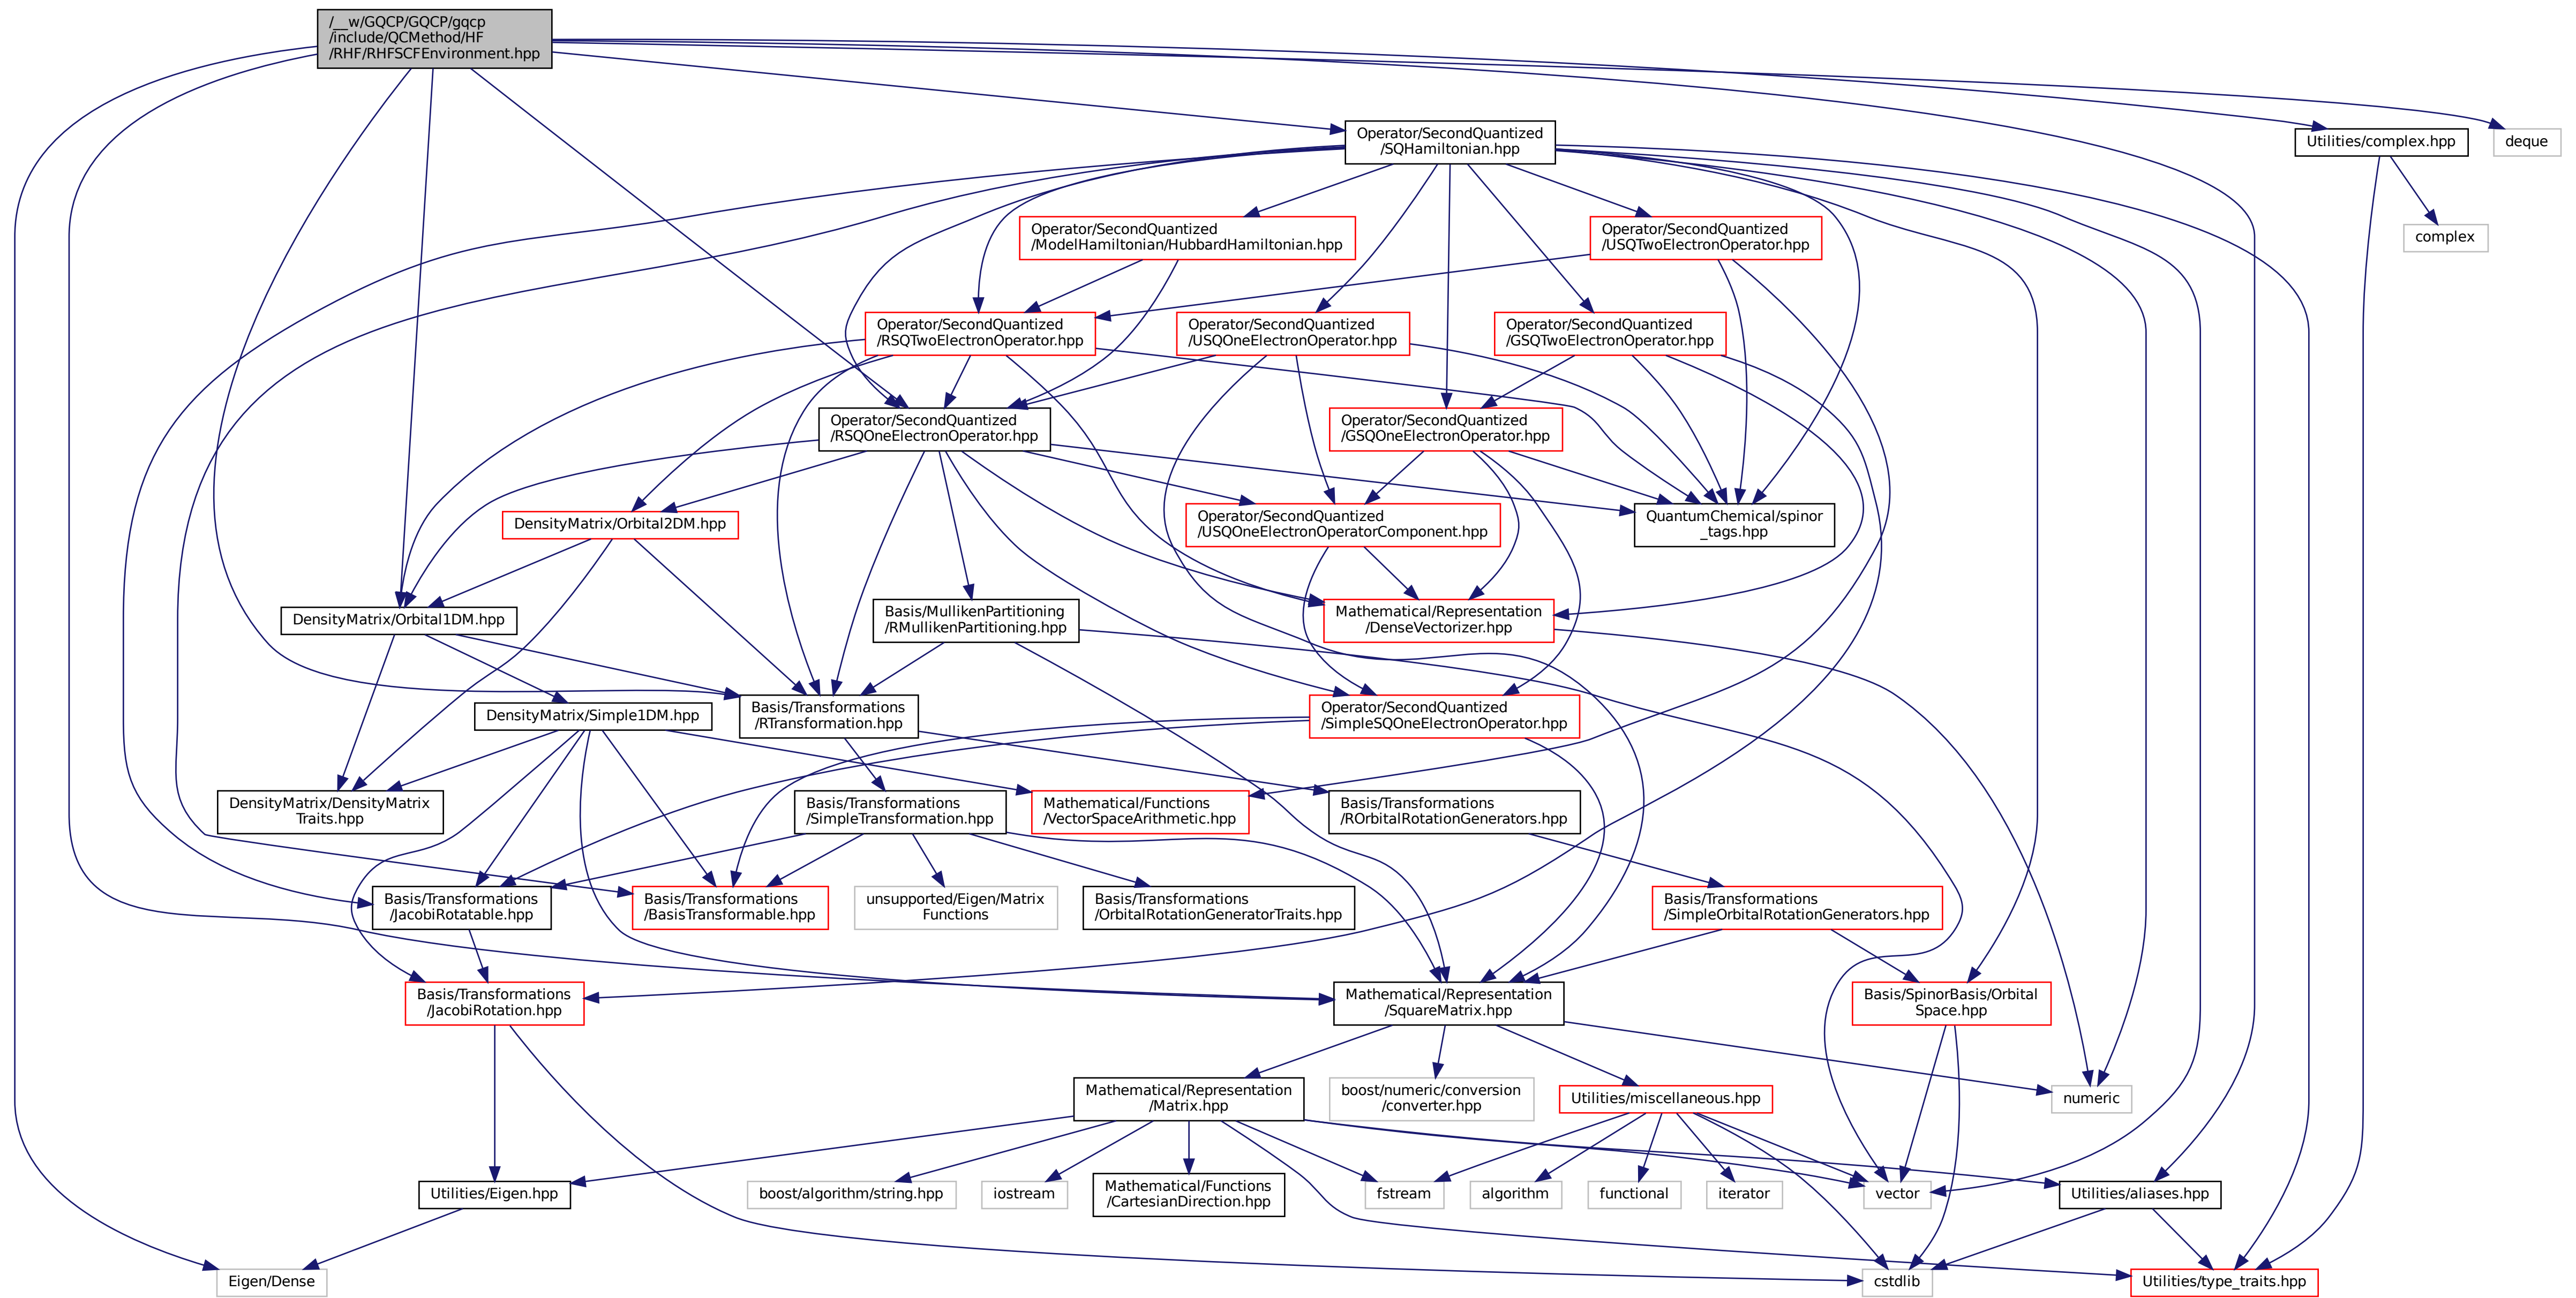 /__w/GQCP/GQCP/gqcp
/include/QCMethod/HF
/RHF/RHFSCFEnvironment.hpp
Operator/SecondQuantized
/SQHamiltonian.hpp
Utilities/complex.hpp
deque
Operator/SecondQuantized
/ModelHamiltonian/HubbardHamiltonian.hpp
Operator/SecondQuantized
/USQTwoElectronOperator.hpp
complex
Operator/SecondQuantized
/RSQTwoElectronOperator.hpp
Operator/SecondQuantized
/USQOneElectronOperator.hpp
Operator/SecondQuantized
/GSQTwoElectronOperator.hpp
Operator/SecondQuantized
/RSQOneElectronOperator.hpp
Operator/SecondQuantized
/GSQOneElectronOperator.hpp
DensityMatrix/Orbital2DM.hpp
Operator/SecondQuantized
/USQOneElectronOperatorComponent.hpp
QuantumChemical/spinor
_tags.hpp
DensityMatrix/Orbital1DM.hpp
Basis/MullikenPartitioning
/RMullikenPartitioning.hpp
Mathematical/Representation
/DenseVectorizer.hpp
DensityMatrix/Simple1DM.hpp
Basis/Transformations
/RTransformation.hpp
Operator/SecondQuantized
/SimpleSQOneElectronOperator.hpp
DensityMatrix/DensityMatrix
Traits.hpp
Basis/Transformations
/SimpleTransformation.hpp
Mathematical/Functions
/VectorSpaceArithmetic.hpp
Basis/Transformations
/ROrbitalRotationGenerators.hpp
Basis/Transformations
/JacobiRotatable.hpp
Basis/Transformations
/BasisTransformable.hpp
unsupported/Eigen/Matrix
Functions
Basis/Transformations
/OrbitalRotationGeneratorTraits.hpp
Basis/Transformations
/SimpleOrbitalRotationGenerators.hpp
Basis/Transformations
/JacobiRotation.hpp
Mathematical/Representation
/SquareMatrix.hpp
Basis/SpinorBasis/Orbital
Space.hpp
Mathematical/Representation
/Matrix.hpp
boost/numeric/conversion
/converter.hpp
Utilities/miscellaneous.hpp
numeric
Utilities/Eigen.hpp
boost/algorithm/string.hpp
iostream
Mathematical/Functions
/CartesianDirection.hpp
fstream
algorithm
functional
iterator
vector
Utilities/aliases.hpp
Eigen/Dense
cstdlib
Utilities/type_traits.hpp